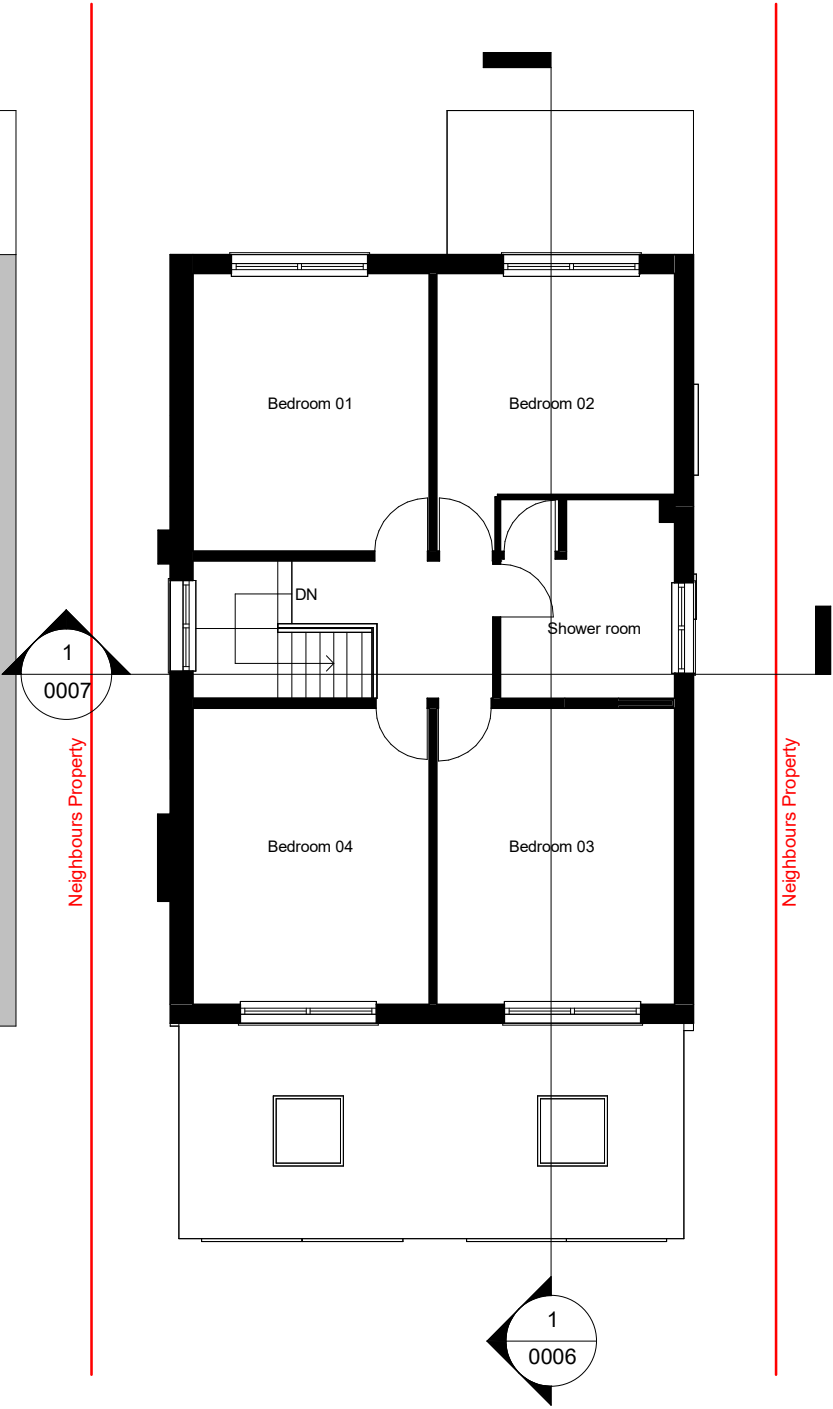 Bedroom 01
Bedroom 02
DN
Shower room
1
0007
Neighbours Property
Neighbours Property
Bedroom 04
Bedroom 03
1
0006